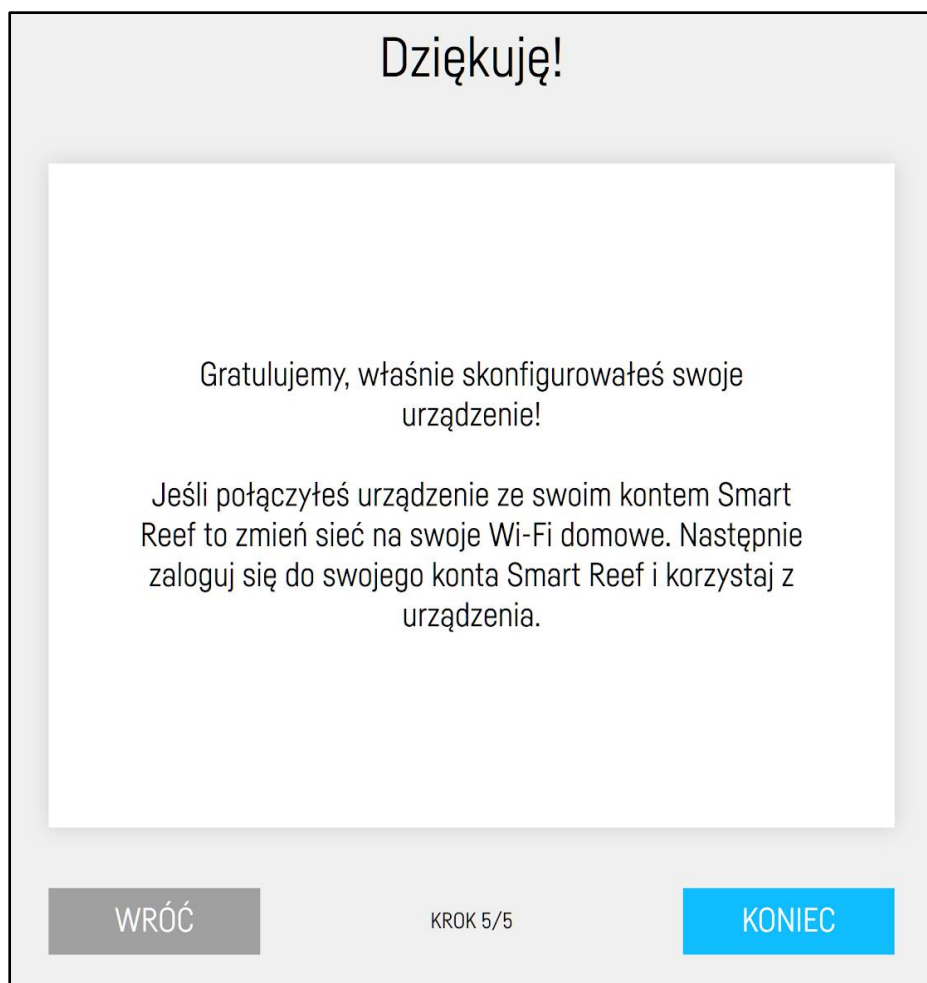 Dziękuję!
Gratulujemy, właśnie skonfigurowałeś swoje
urządzenie!
Jeśli połączyłeś urządzenie ze swoim kontem Smart
Reef to zmień sieć na swoje Wi-Fi domowe. Następnie
zaloguj się do swojego konta Smart Reef i korzystaj z
urządzenia.
WRÓĆ
KROK 5/5
KONIEC